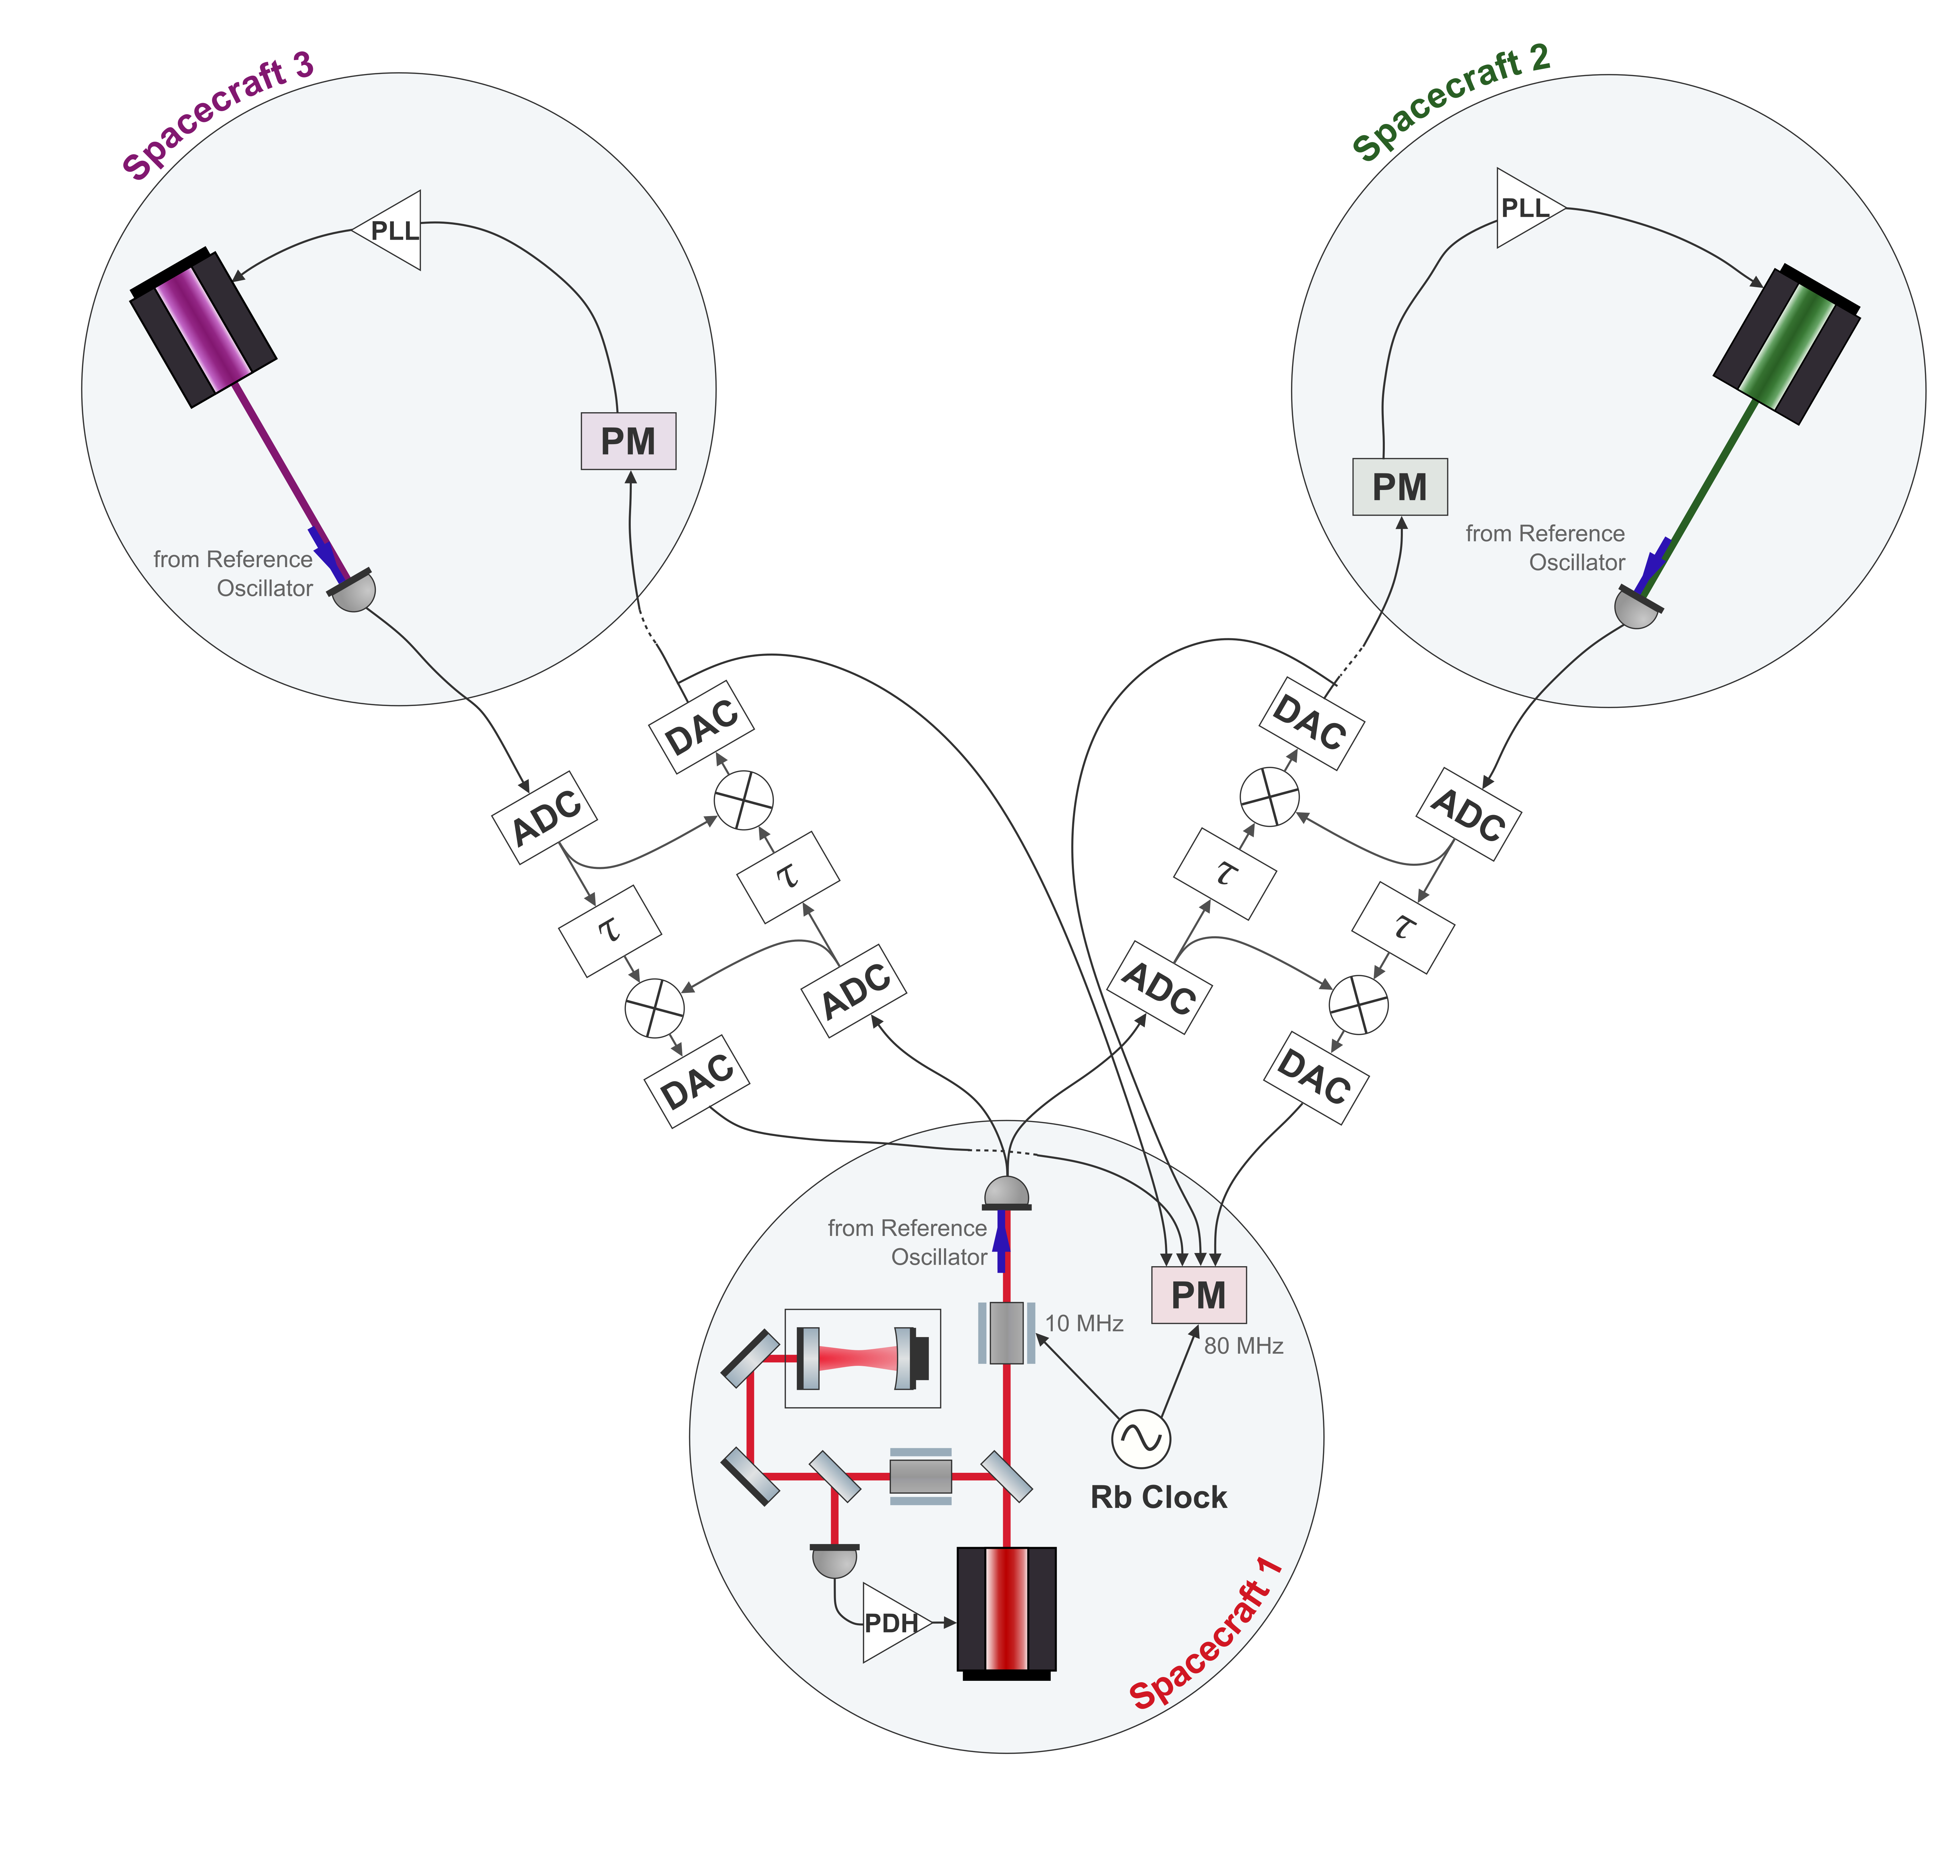 Spacecraft 3
Spacecraft 2
PLL
PLL
PM
PM
from Reference
Oscillator
from Reference
Oscillator
DAC
DAC
ADC
ADC
τ
τ
τ
τ
ADC
ADC
DAC
DAC
from Reference
Oscillator
PM
10 MHz
80 MHz
Rb Clock
PDH
Spacecraft 1